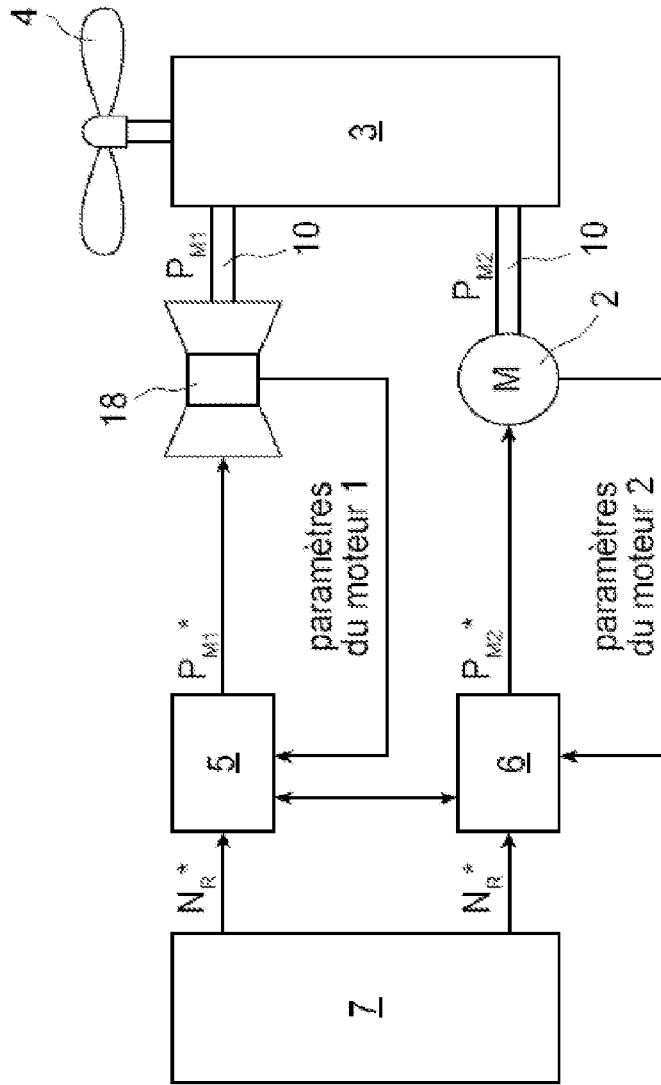 4
3
10
P_M1
18
10
P_M2
2
M
paramètres
du moteur 1
paramètres
du moteur 2
P_M1*
P_M2*
5
6
N_R*
N_R*
7